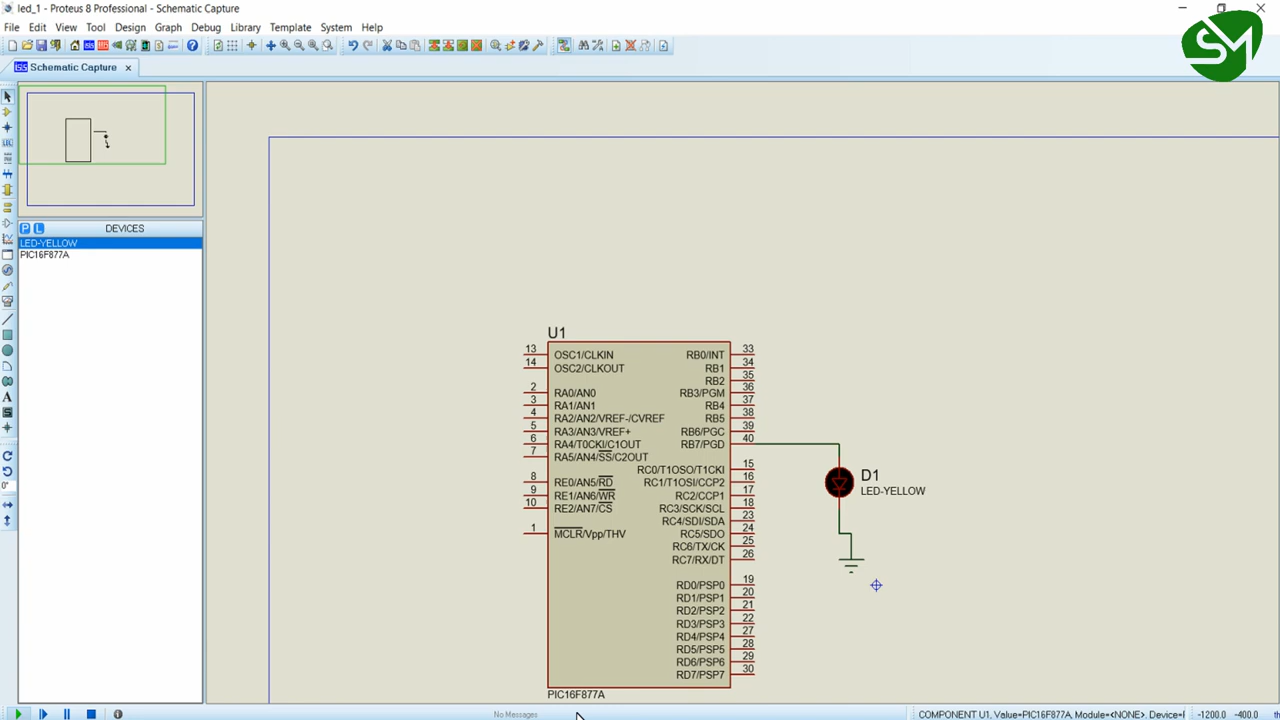 led_1 - Proteus 8 Professional - Schematic Capture
File Edit View Tool Design Graph Debug Library Template System Help
SM
Schematic Capture
DEVICES
P L
LED-YELLOW
PIC16F877A
U1
13 OSC1/CLKIN
14 OSC2/CLKOUT
2 RA0/AN0
3 RA1/AN1
4 RA2/AN2/VREF-/CVREF
5 RA3/AN3/VREF+
6 RA4/T0CKI/C1OUT
7 RA5/AN4/SS/C2OUT
8 RE0/AN5/RD
9 RE1/AN6/WR
10 RE2/AN7/CS
1 MCLR/Vpp/THV
RB0/INT 33
RB1 34
RB2 35
RB3/PGM 36
RB4 37
RB5 38
RB6/PGC 39
RB7/PGD 40
RC0/T1OSO/T1CKI 15
RC1/T1OSI/CCP2 16
RC2/CCP1 17
RC3/SCK/SCL 18
RC4/SDI/SDA 23
RC5/SDO 24
RC6/TX/CK 25
RC7/RX/DT 26
RD0/PSP0 19
RD1/PSP1 20
RD2/PSP2 21
RD3/PSP3 22
RD4/PSP4 27
RD5/PSP5 28
RD6/PSP6 29
RD7/PSP7 30
PIC16F877A
D1
LED-YELLOW
0°
No Messages
COMPONENT U1, Value=PIC16F877A, Module=<NONE>, Device=F
-1200.0 -400.0 th